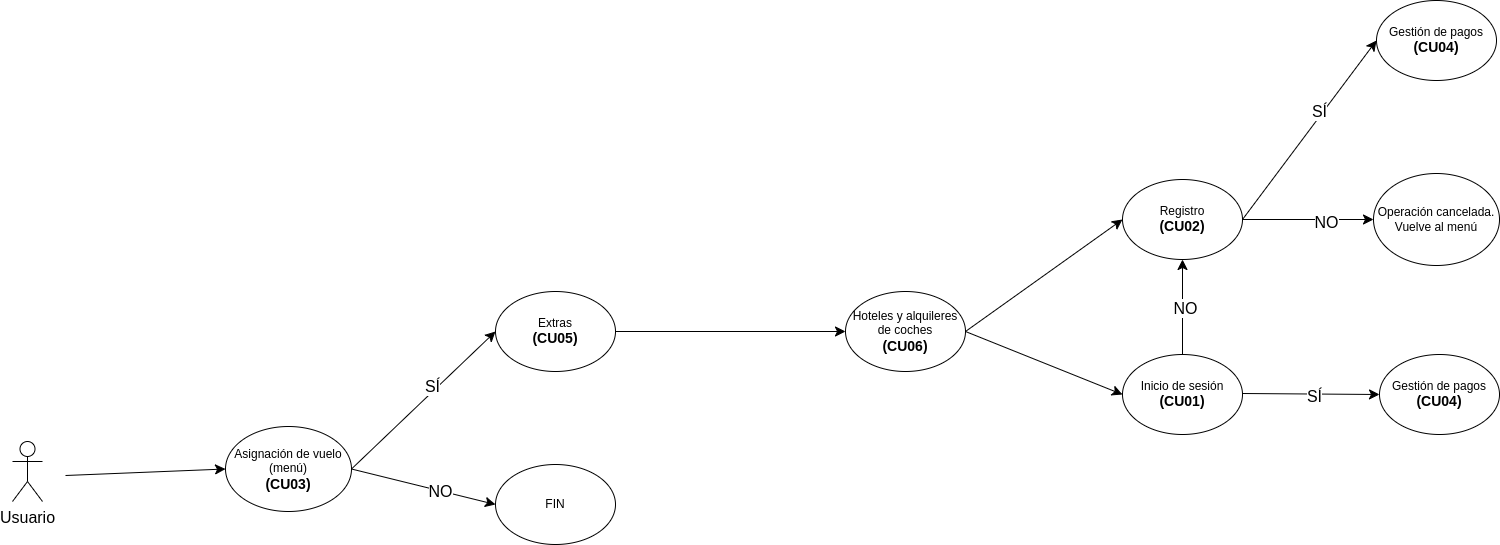 Gestión de pagos
(CU04)
SÍ
Registro
(CU02)
NO
Operación cancelada.
Vuelve al menú
NO
Extras
(CU05)
Hoteles y alquileres
de coches
(CU06)
SÍ
Inicio de sesión
(CU01)
SÍ
Gestión de pagos
(CU04)
Asignación de vuelo
(menú)
(CU03)
NO
FIN
Usuario